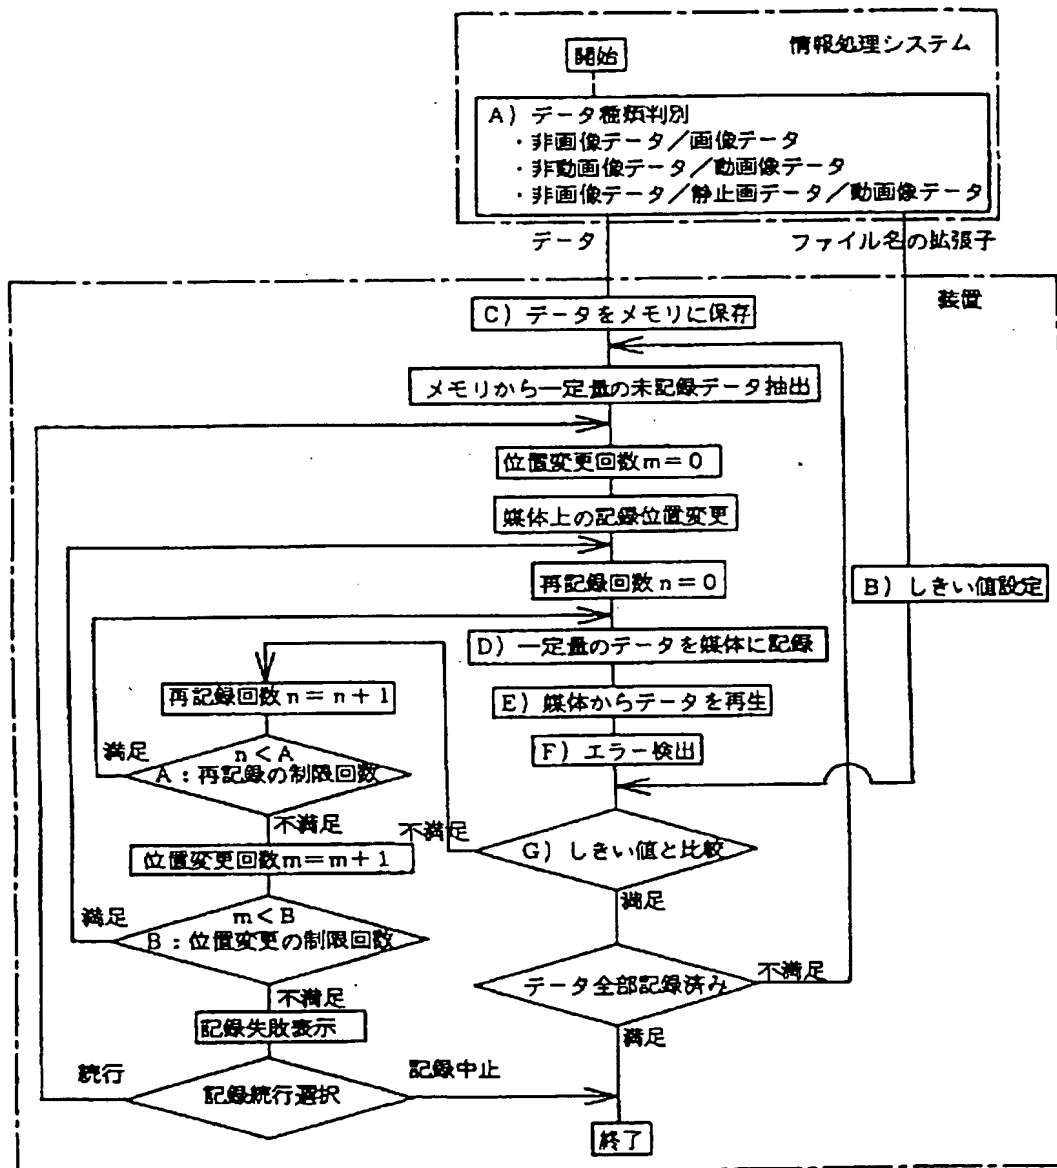 情報処理システム
開始
A) データ種類判別
・非画像データ/画像データ
・非動画像データ/動画像データ
・非画像データ/静止画データ/動画像データ
データ
ファイル名の拡張子
装置
C) データをメモリに保存
メモリから一定量の未記録データ抽出
位置変更回数m=0
媒体上の記録位置変更
再記録回数n=0
B) しきい値設定
D) 一定量のデータを媒体に記録
再記録回数n=n+1
E) 媒体からデータを再生
F) エラー検出
満足
n<A
A:再記録の制限回数
不満足
不満足
G) しきい値と比較
位置変更回数m=m+1
満足
満足
m<B
B:位置変更の制限回数
データ全部記録済み
不満足
不満足
記録失敗表示
満足
続行
記録続行選択
記録中止
終了